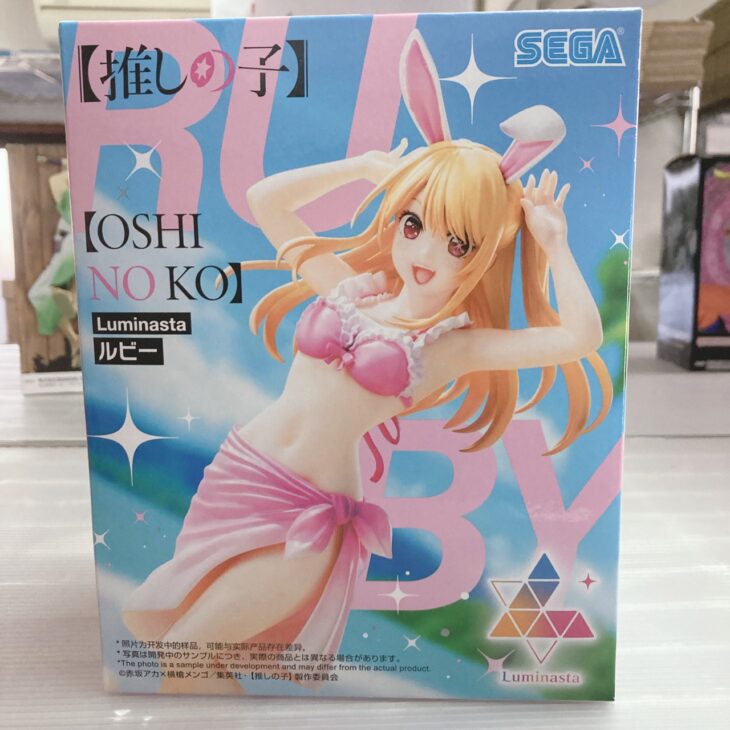 SEGA
【推しの子】
RUBY
【OSHI
NO KO】
Luminasta
ルビー
*照片为开发中的样品，可能与实际产品存在差异。
*写真は開発中のサンプルにつき、実際の商品とは異なる場合があります。
*The photo is a sample under development and may differ from the actual product.
©赤坂アカ×横槍メンゴ／集英社・【推しの子】製作委員会
Luminasta